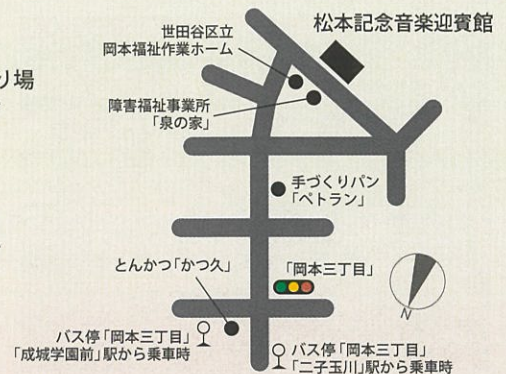 松本記念音楽迎賓館
世田谷区立
岡本福祉作業ホーム
り場
障害福祉事業所
「泉の家」
手づくりパン
「ペトラン」
とんかつ「かつ久」
「岡本三丁目」
N
バス停「岡本三丁目」
「成城学園前」駅から乗車時
バス停「岡本三丁目」
「二子玉川」駅から乗車時